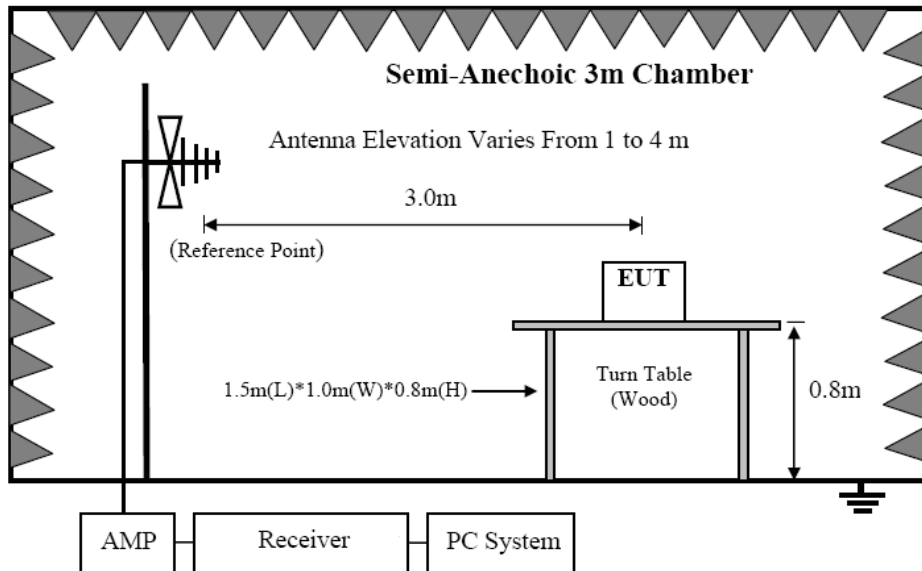 Semi-Anechoic 3m Chamber
Antenna Elevation Varies From 1 to 4 m
3.0m
(Reference Point)
EUT
1.5m(L)*1.0m(W)*0.8m(H)
Turn Table
(Wood)
0.8m
AMP
Receiver
PC System